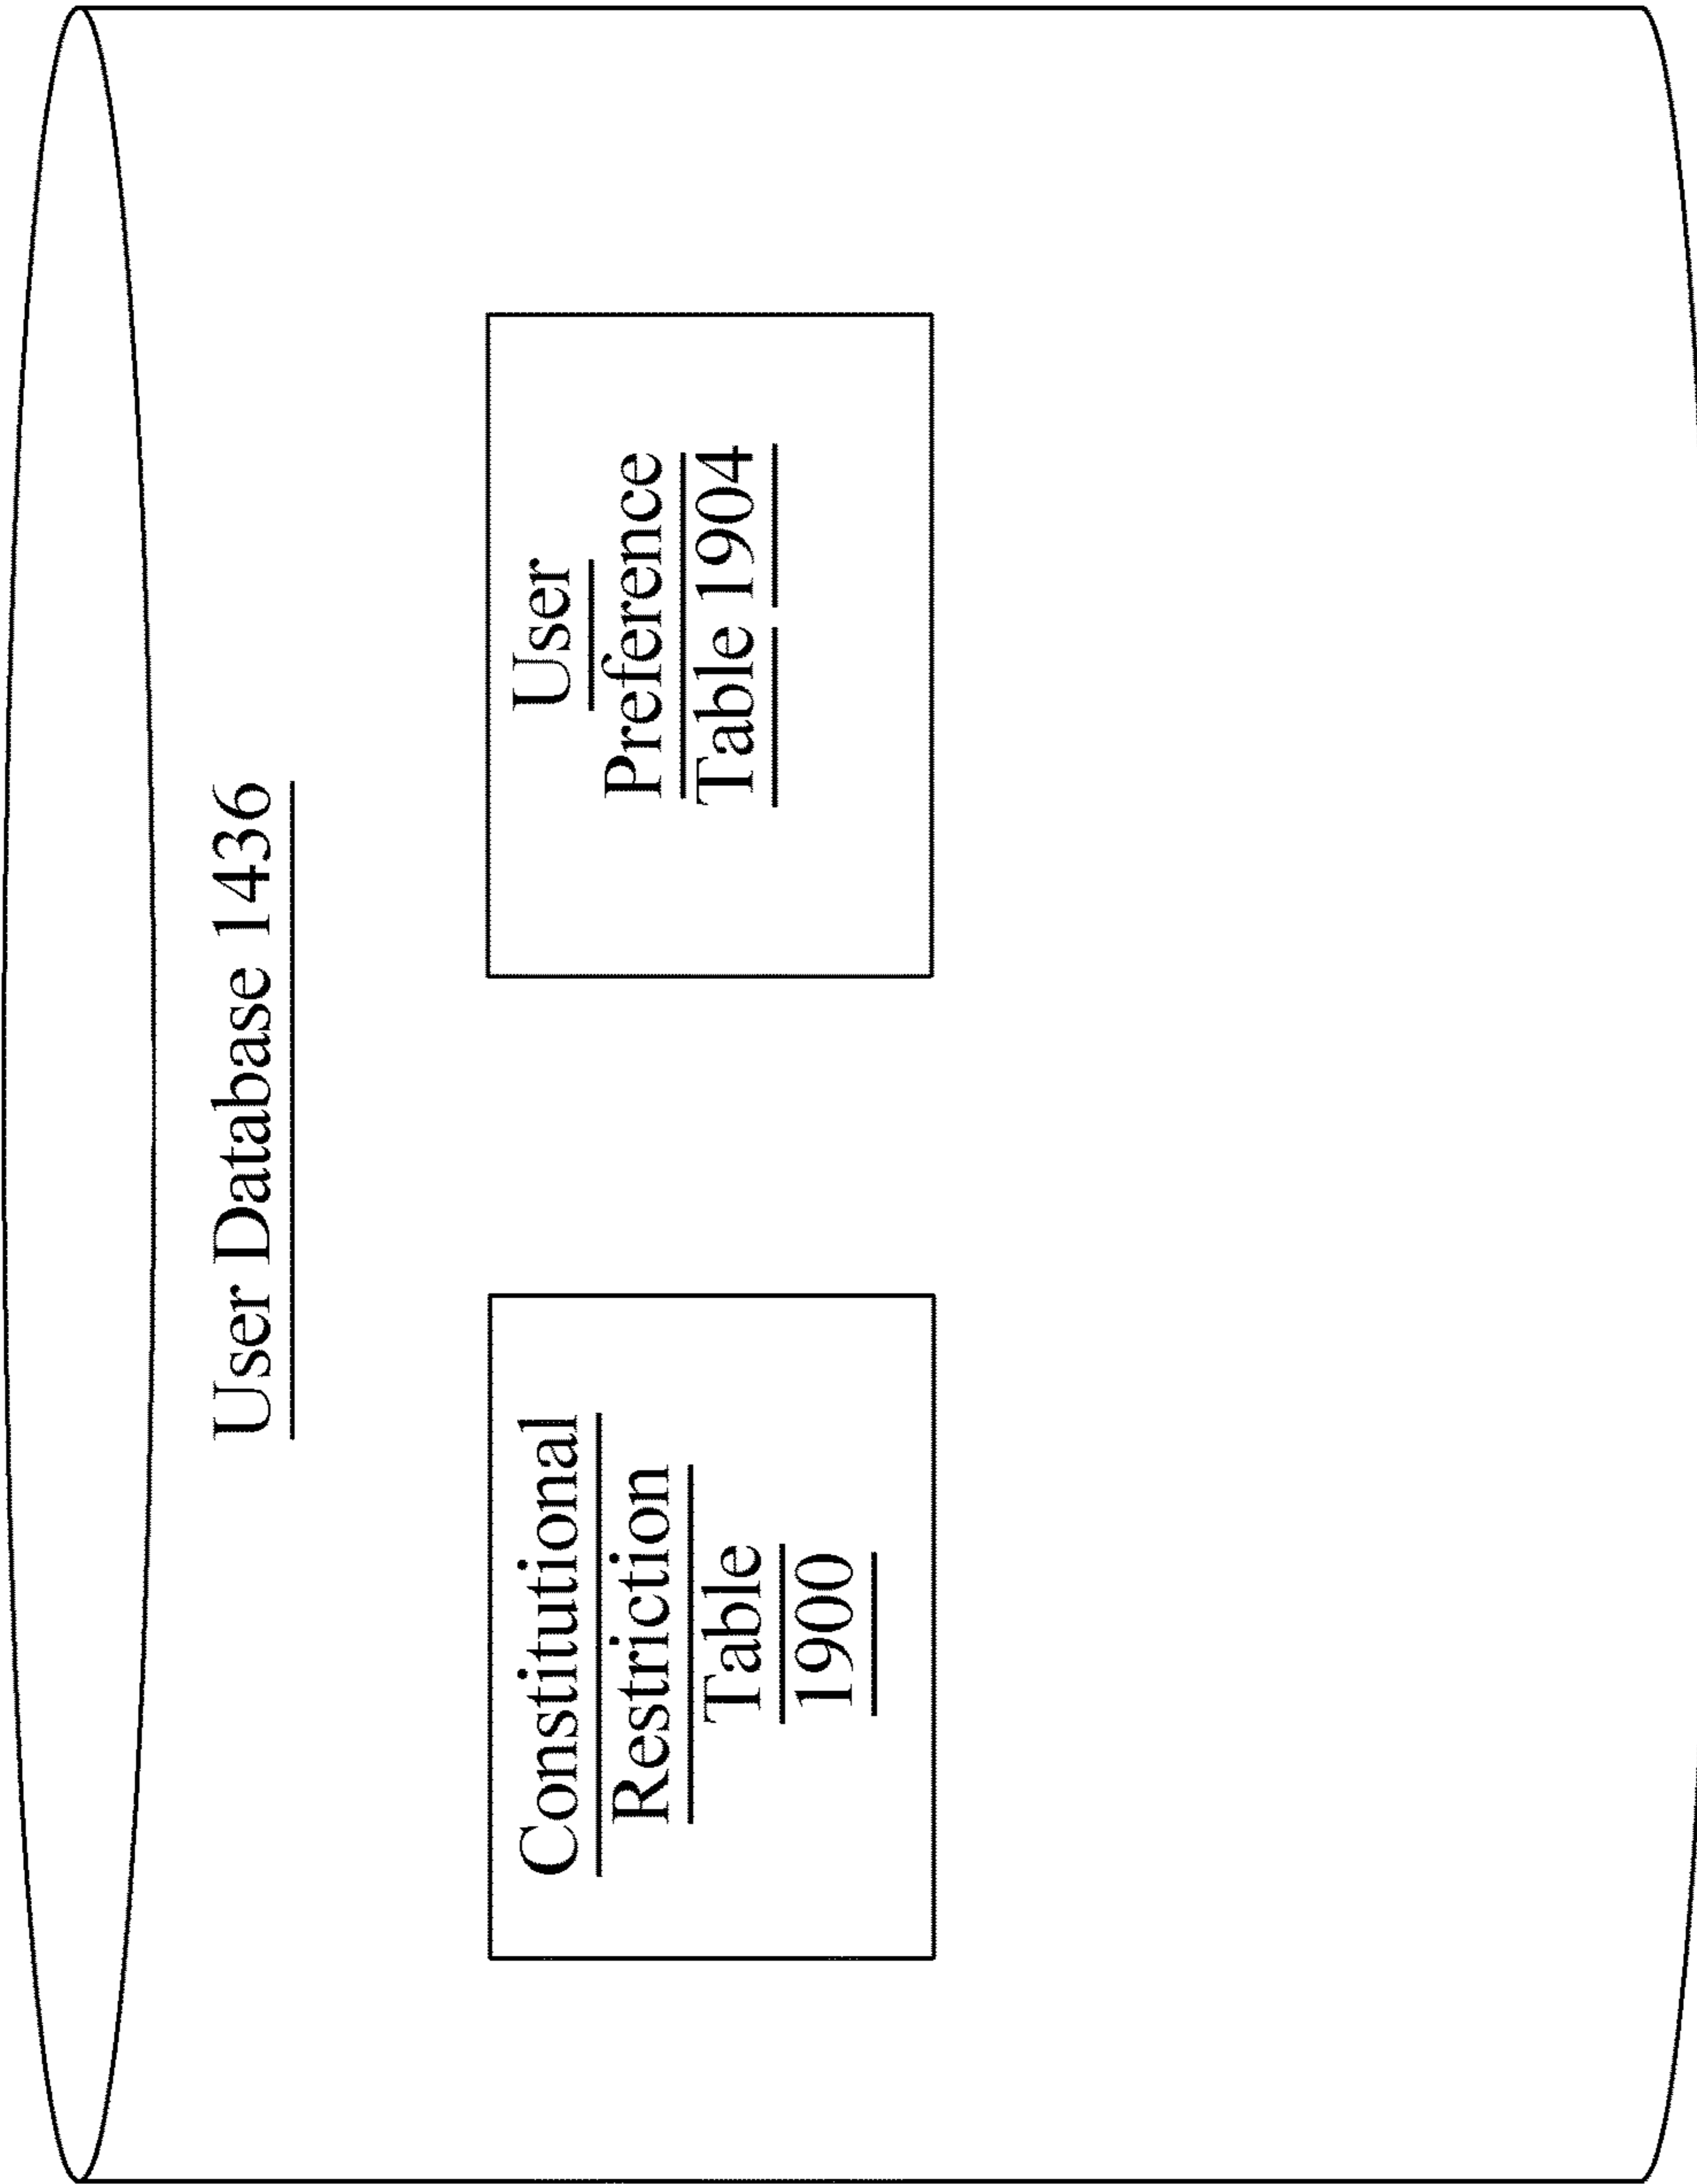 User Database 1436
Constitutional
Restriction
Table
1900
User
Preference
Table 1904